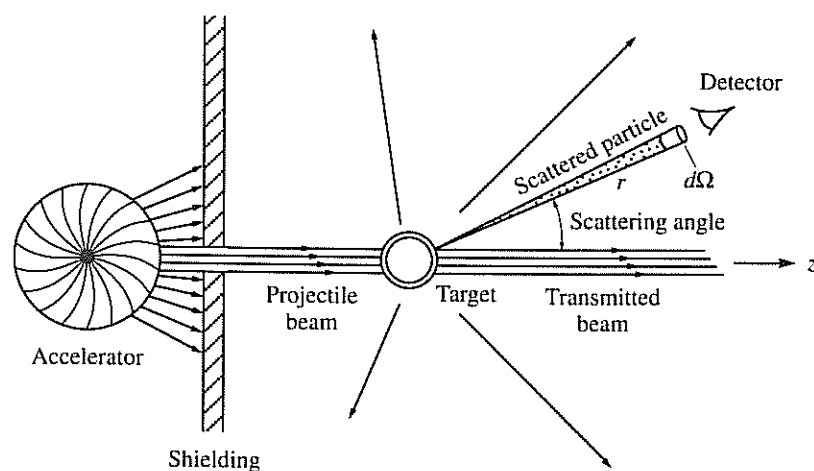 Detector
Scattered particle
r
dΩ
Scattering angle
z
Projectile
beam
Target
Transmitted
beam
Accelerator
Shielding